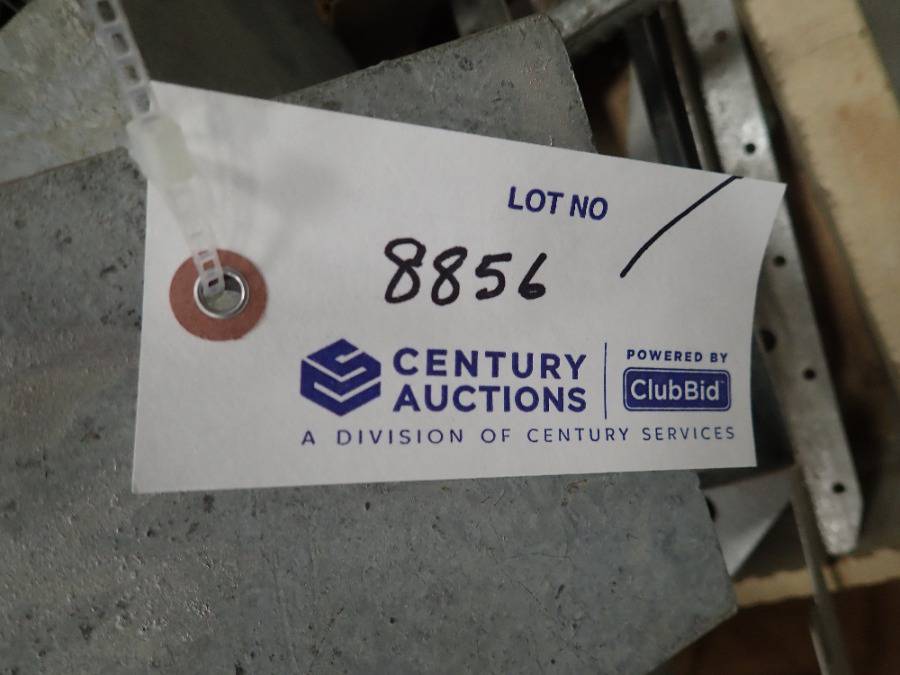 LOT NO
8856
CENTURY
AUCTIONS
POWERED BY
ClubBid
A DIVISION OF CENTURY SERVICES